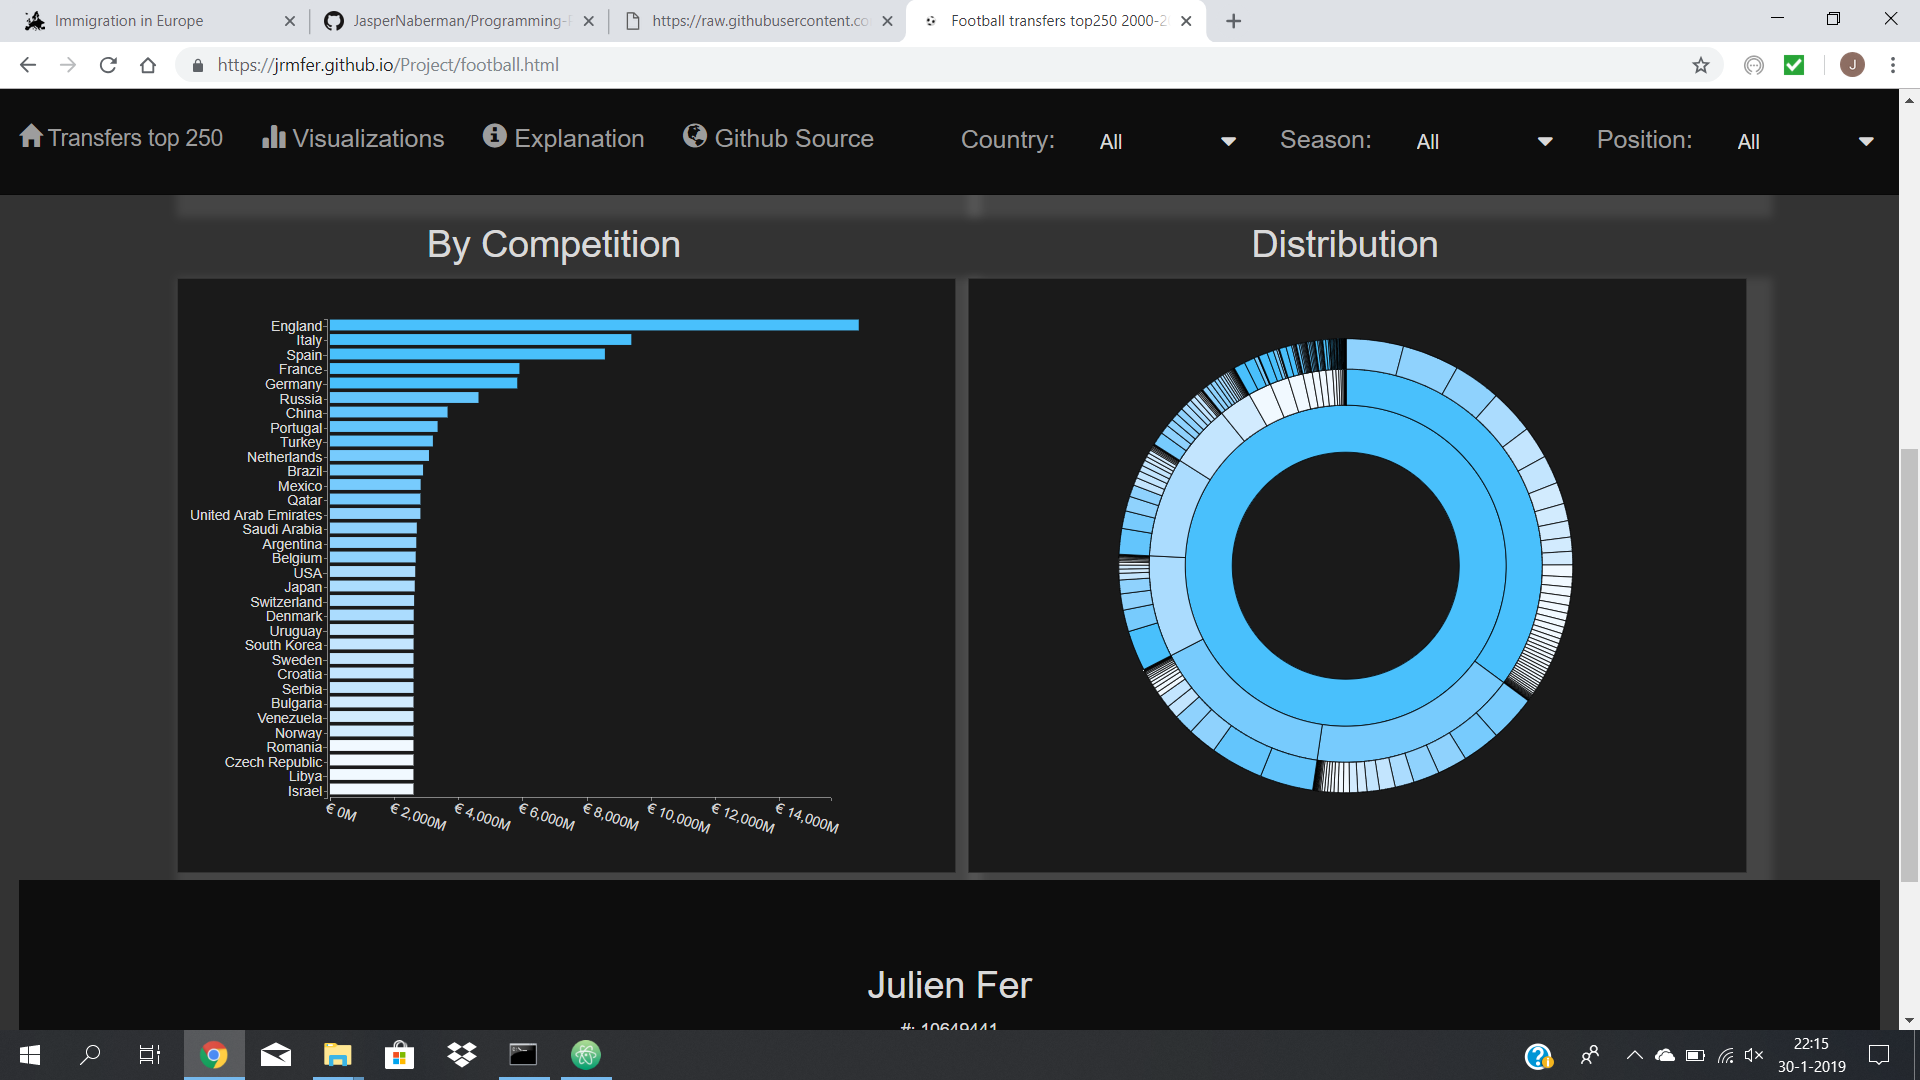 Immigration in Europe
JasperNaberman/Programming-
https://raw.githubusercontent.co
Football transfers top250 2000-2
https://jrmfer.github.io/Project/football.html
J
Transfers top 250
Visualizations
Explanation
Github Source
Country:
All
Season:
All
Position:
All
By Competition
Distribution
England
Italy
Spain
France
Germany
Russia
China
Portugal
Turkey
Netherlands
Brazil
Mexico
Qatar
United Arab Emirates
Saudi Arabia
Argentina
Belgium
USA
Japan
Switzerland
Denmark
Uruguay
South Korea
Sweden
Croatia
Serbia
Bulgaria
Venezuela
Norway
Romania
Czech Republic
Libya
Israel
€ 0M
€ 2,000M
€ 4,000M
€ 6,000M
€ 8,000M
€ 10,000M
€ 12,000M
€ 14,000M
Julien Fer
#: 10649441
22:15
30-1-2019